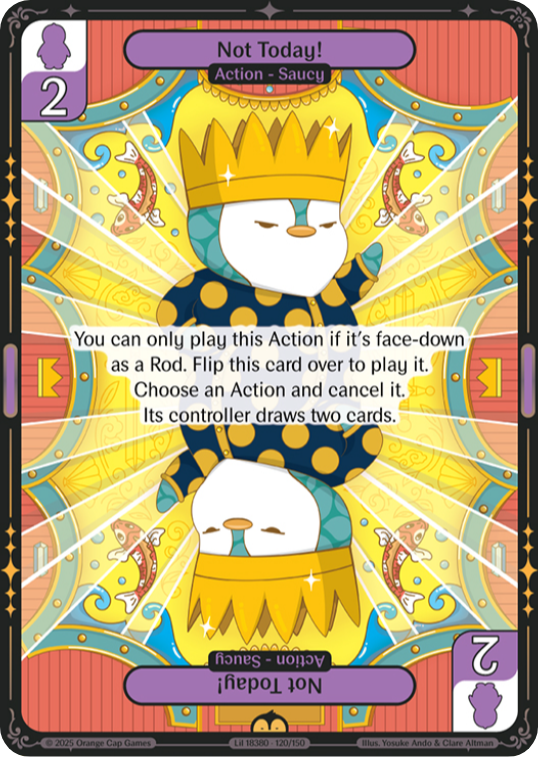 2
Not Today!
Action - Saucy
You can only play this Action if it's face-down
as a Rod. Flip this card over to play it.
Choose an Action and cancel it.
Its controller draws two cards.
Action - Saucy
Not Today!
2
© 2025 Orange Cap Games
Lil 18380 · 120/150
Illus. Yosuke Ando & Clare Altman